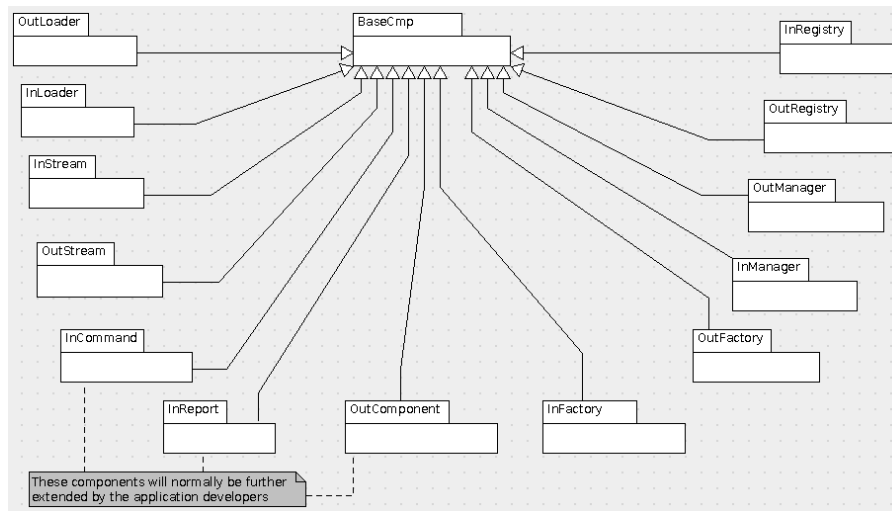 OutLoader
BaseCmp
InRegistry
InLoader
OutRegistry
InStream
OutManager
OutStream
InManager
InCommand
OutFactory
InReport
OutComponent
InFactory
These components will normally be further
extended by the application developers